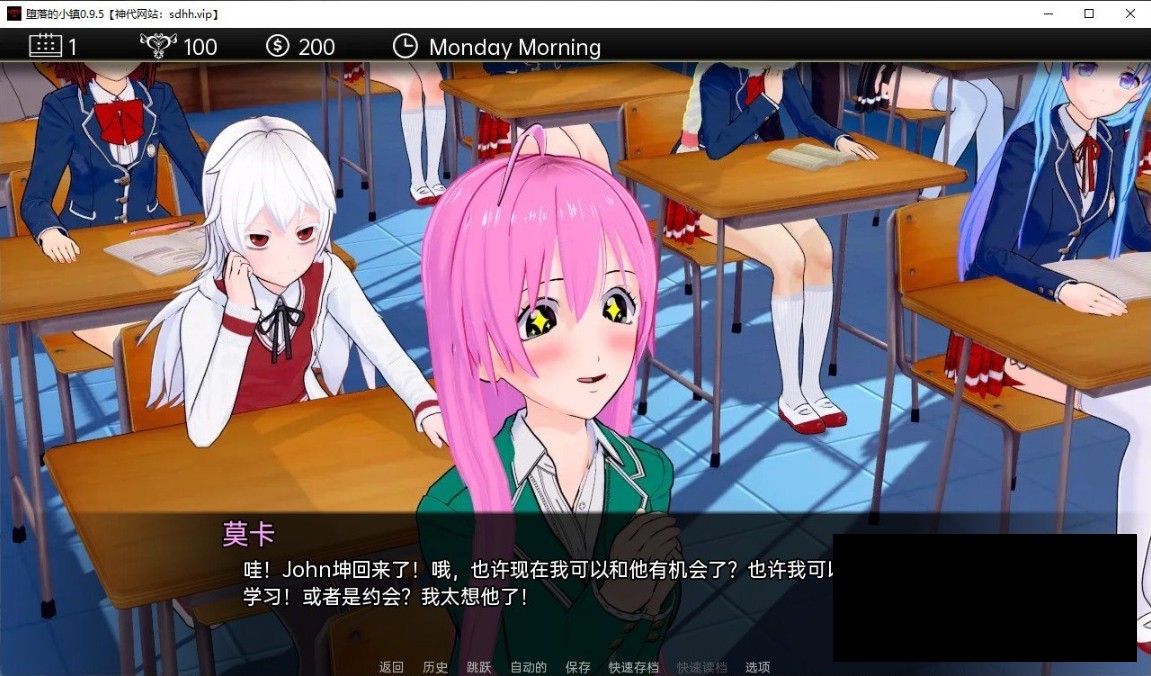 堕落的小镇0.9.5【神代网站：sdhh.vip】
1 100 200 Monday Morning
莫卡
哇！John坤回来了！哦，也许现在我可以和他有机会了？也许我可
学习！或者是约会？我太想他了！
返回 历史 跳跃 自动的 保存 快速存档 快速读档 选项